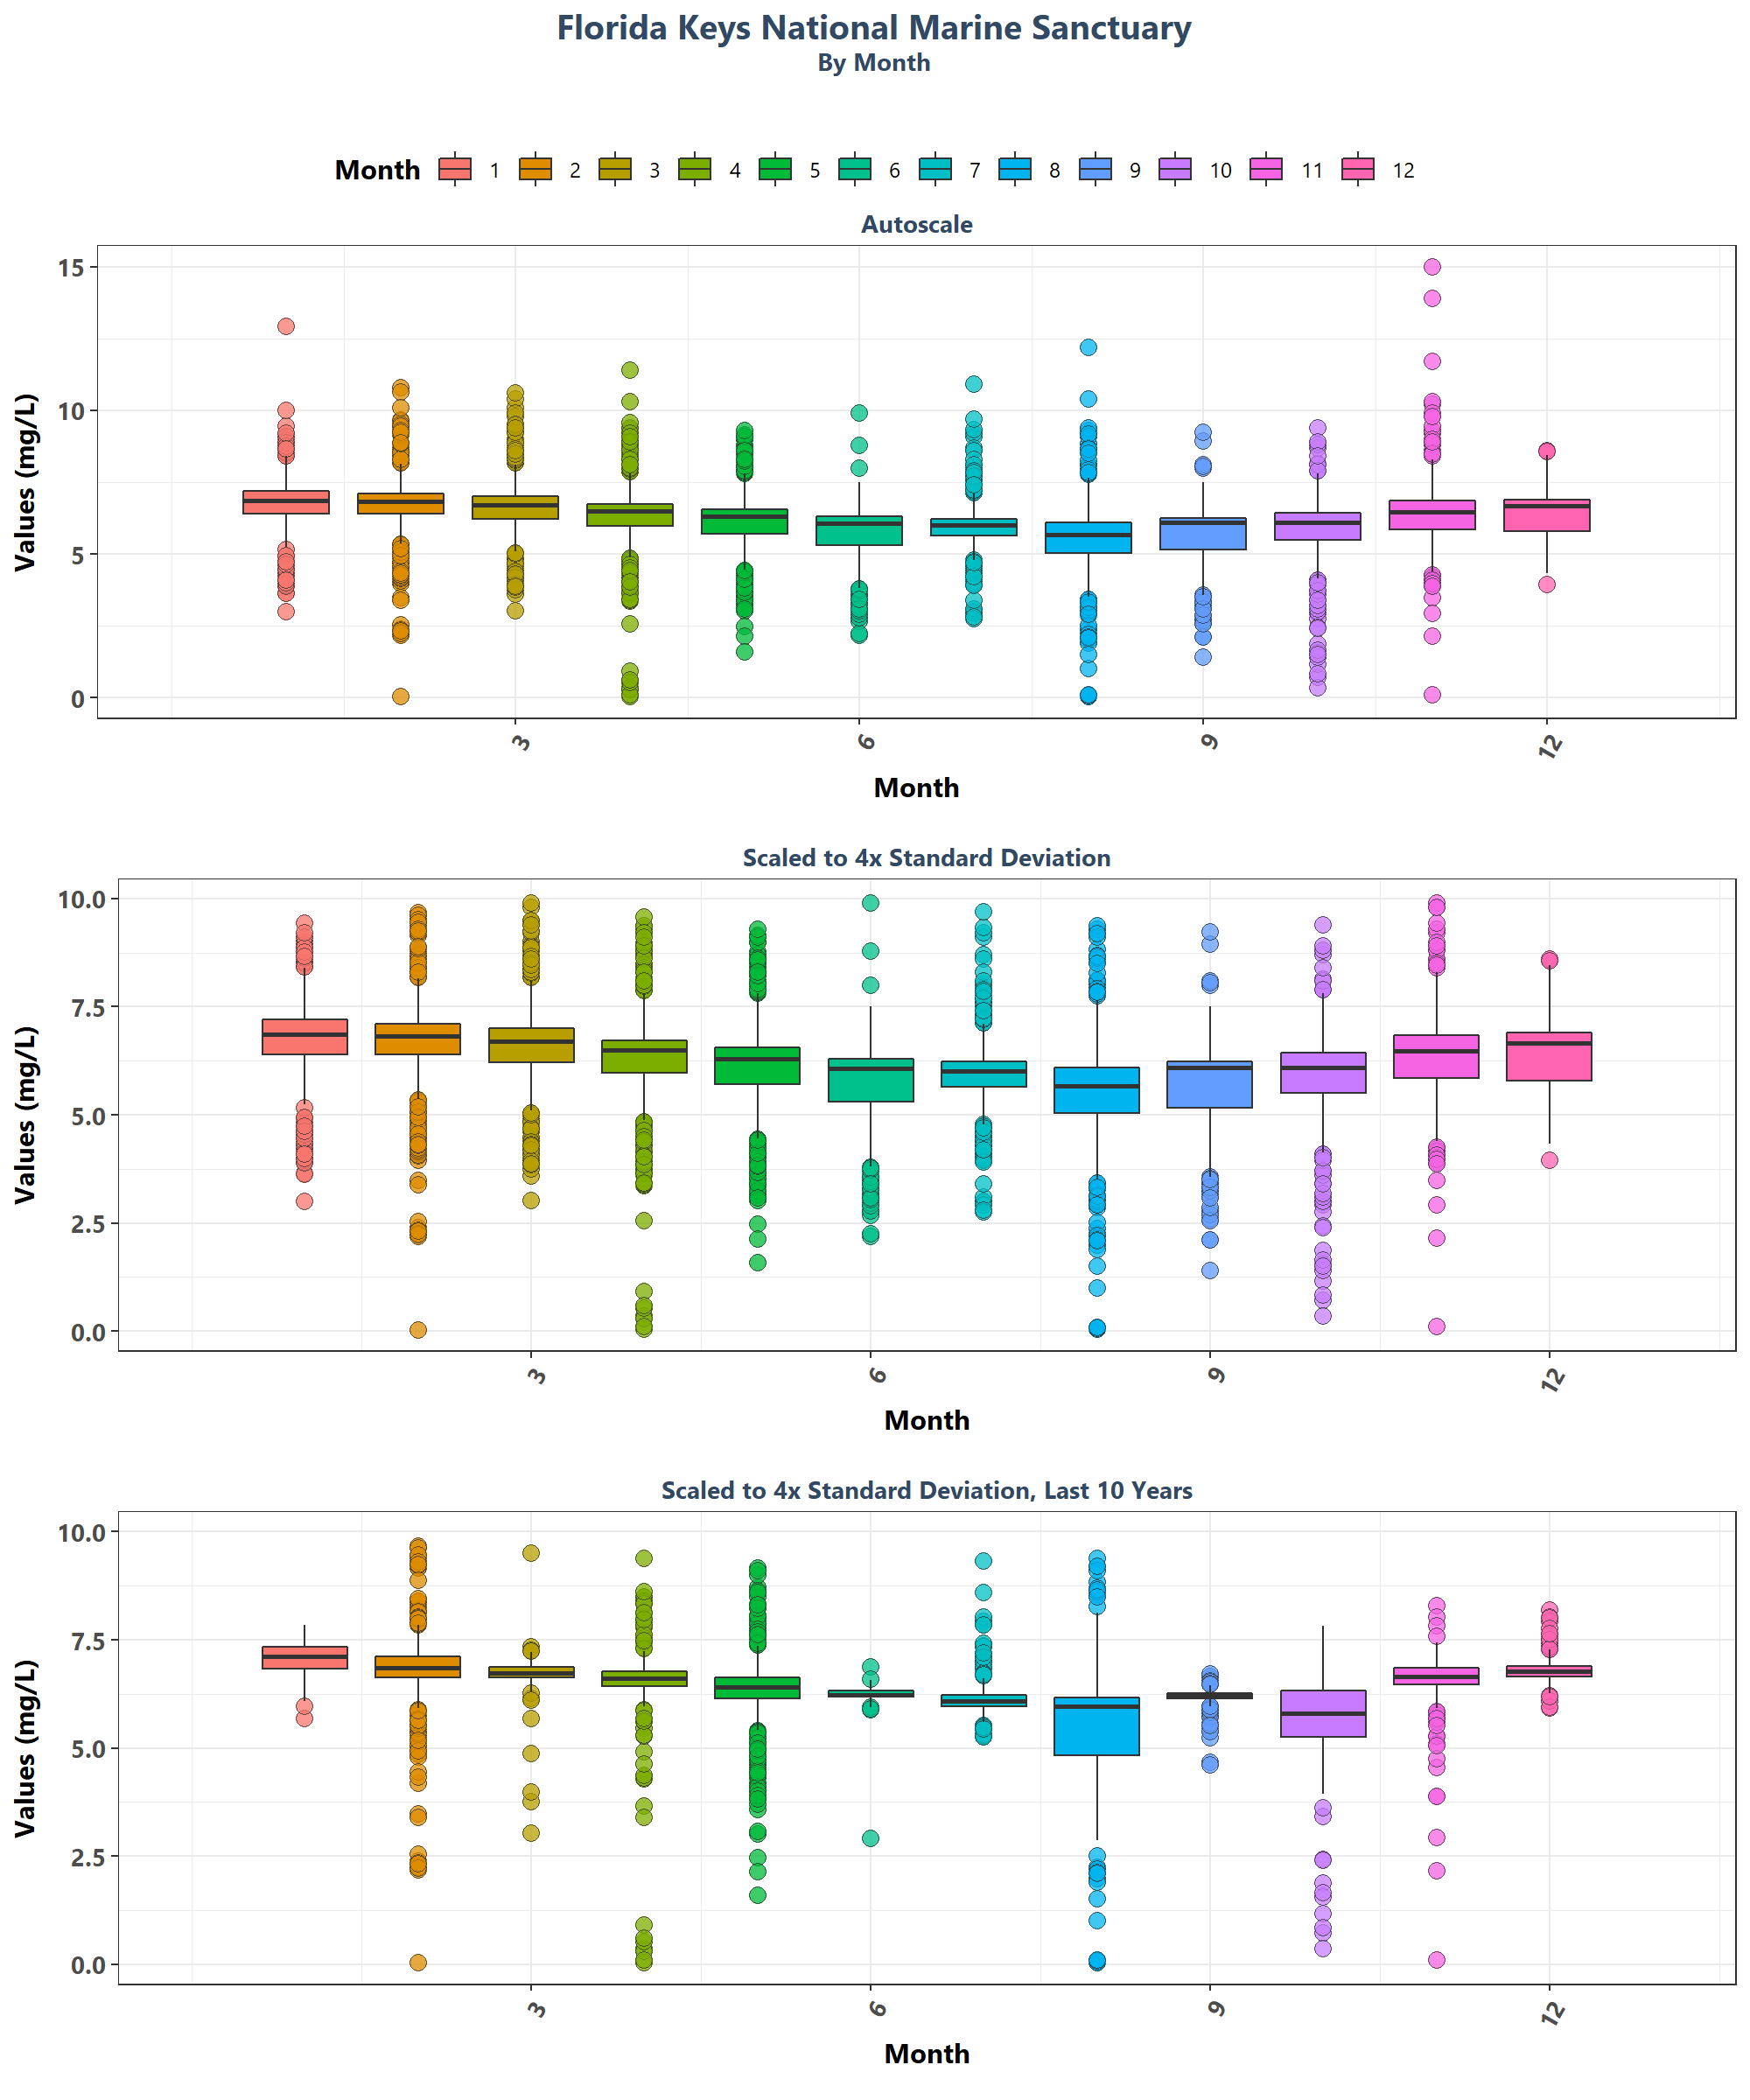 Florida Keys National Marine Sanctuary
By Month
Month 1 2 3 4 5 6 7 8 9 10 11 12
Autoscale
Values (mg/L)
15
10
5
0
3 6 9 12
Month
Scaled to 4x Standard Deviation
Values (mg/L)
10.0
7.5
5.0
2.5
0.0
3 6 9 12
Month
Scaled to 4x Standard Deviation, Last 10 Years
Values (mg/L)
10.0
7.5
5.0
2.5
0.0
3 6 9 12
Month